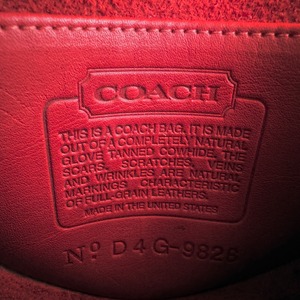 COACH
THIS IS A COACH BAG. IT IS MADE
OUT OF A COMPLETELY NATURAL
GLOVE TANNED COWHIDE, THE
SCARS, SCRATCHES, VEINS
AND WRINKLES ARE NATURAL
MARKINGS CHARACTERISTIC
OF FULL-GRAIN LEATHERS.
MADE IN THE UNITED STATES
Nº D4G-9826